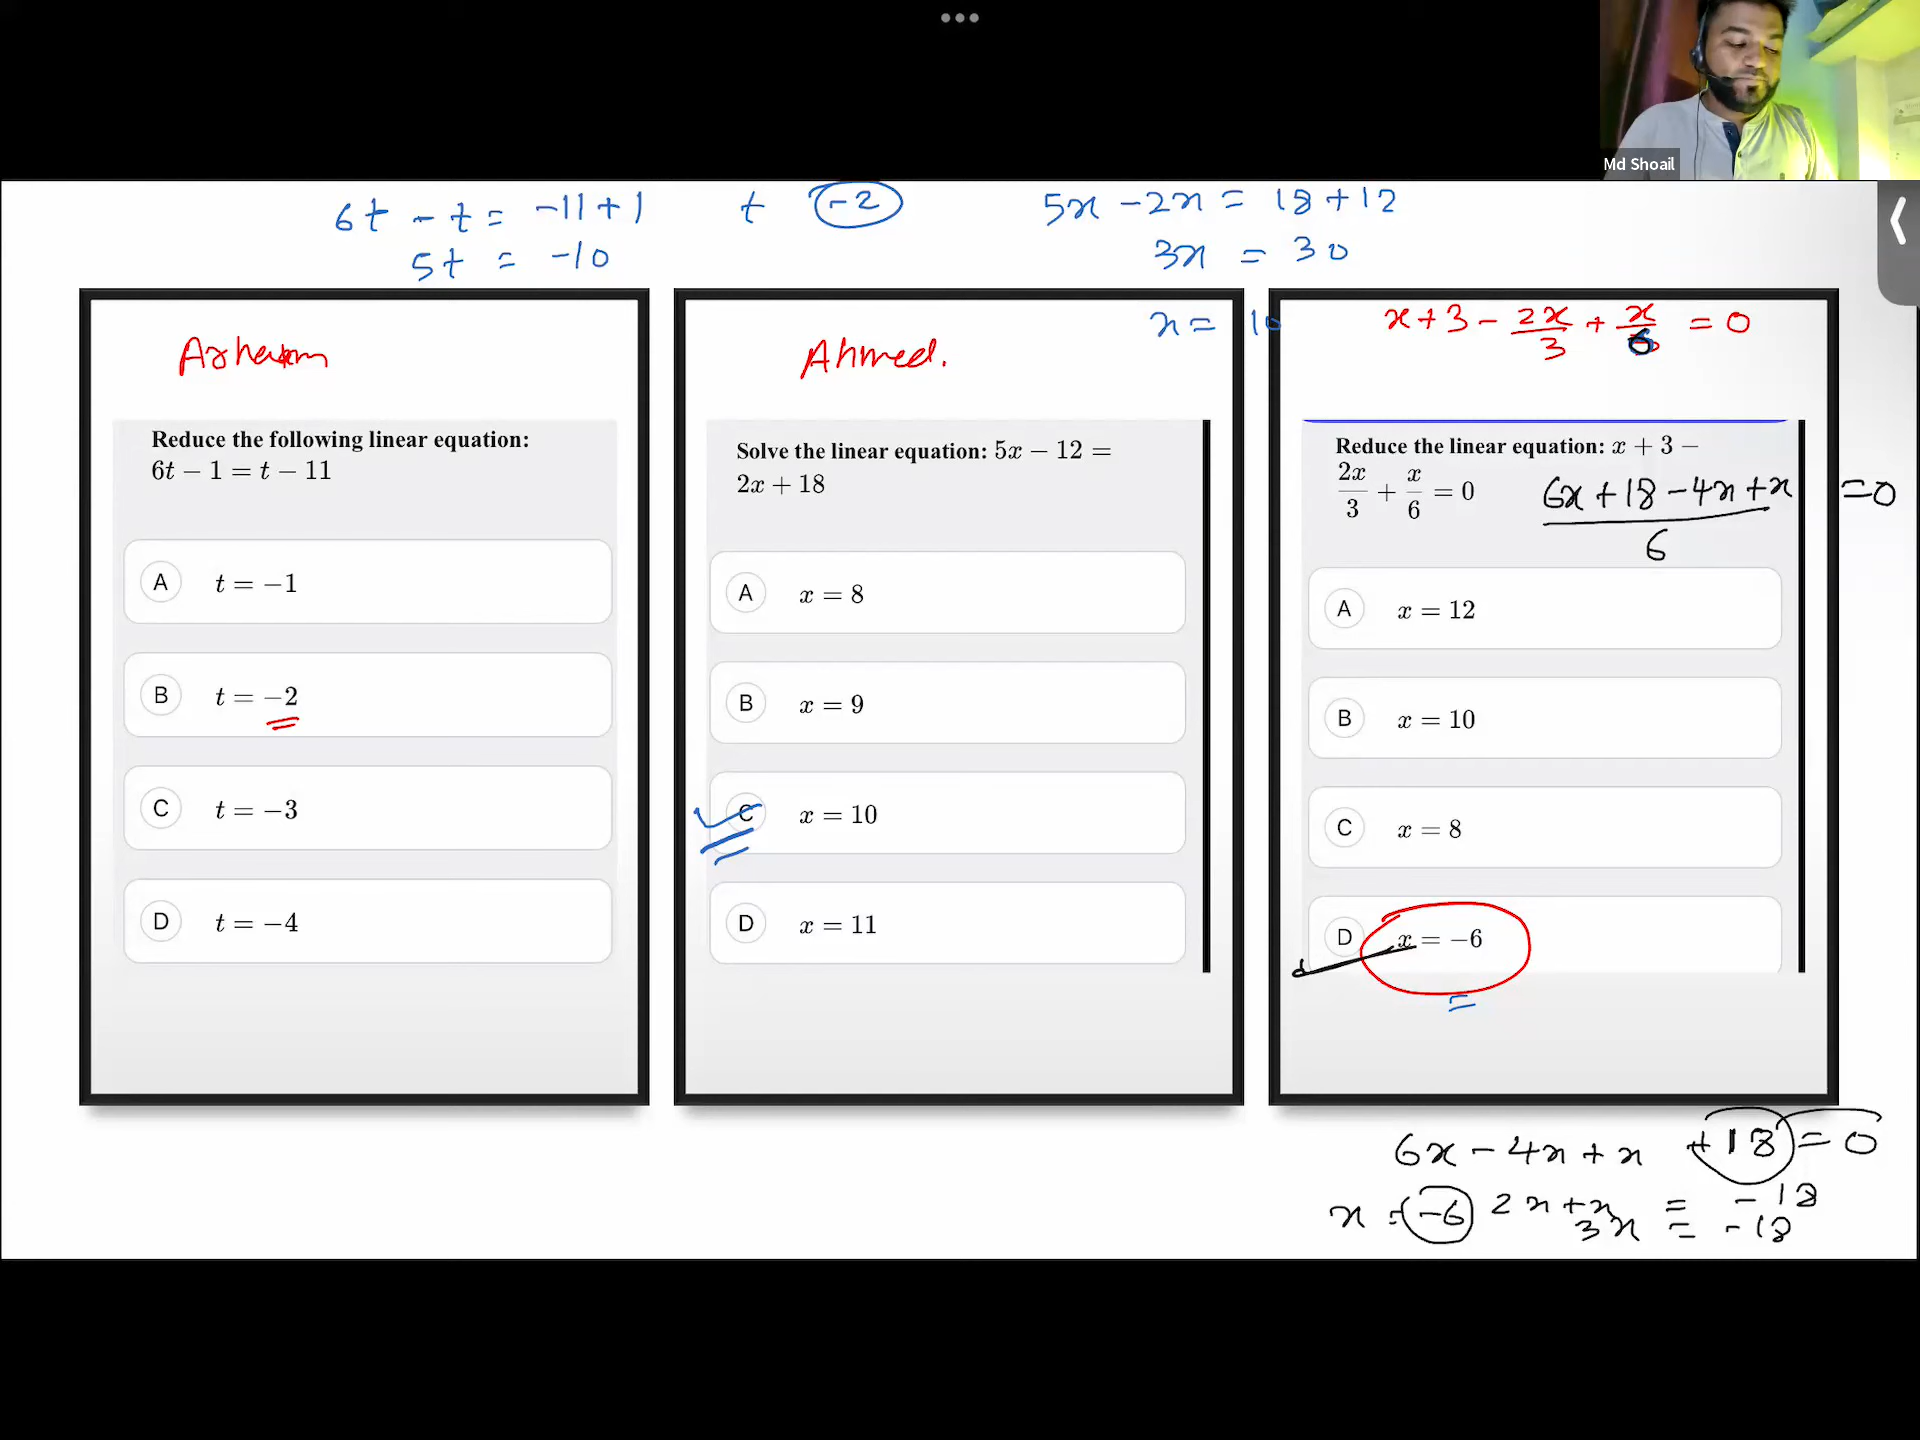 Md Shoail
6t - t = -11+1
5t = -10
t -2
5x - 2x = 18+12
3x = 30
x = 10
Arham
Reduce the following linear equation:
6t − 1 = t − 11
A t = −1
B t = −2
C t = −3
D t = −4
Ahmed.
Solve the linear equation: 5x − 12 =
2x + 18
A x = 8
B x = 9
C x = 10
D x = 11
x+3 - 2x/3 + x/6 = 0
Reduce the linear equation: x + 3 −
2x/3 + x/6 = 0
6x+18-4x+x / 6 = 0
A x = 12
B x = 10
C x = 8
D x = −6
6x - 4x + x +18 = 0
2x + x = -18
3x = -18
x = -6